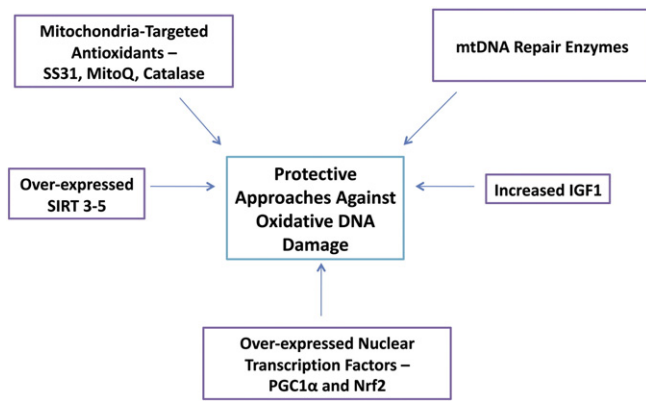 Mitochondria-Targeted
Antioxidants –
SS31, MitoQ, Catalase
mtDNA Repair Enzymes
Over-expressed
SIRT 3-5
Protective
Approaches Against
Oxidative DNA
Damage
Increased IGF1
Over-expressed Nuclear
Transcription Factors –
PGC1α and Nrf2